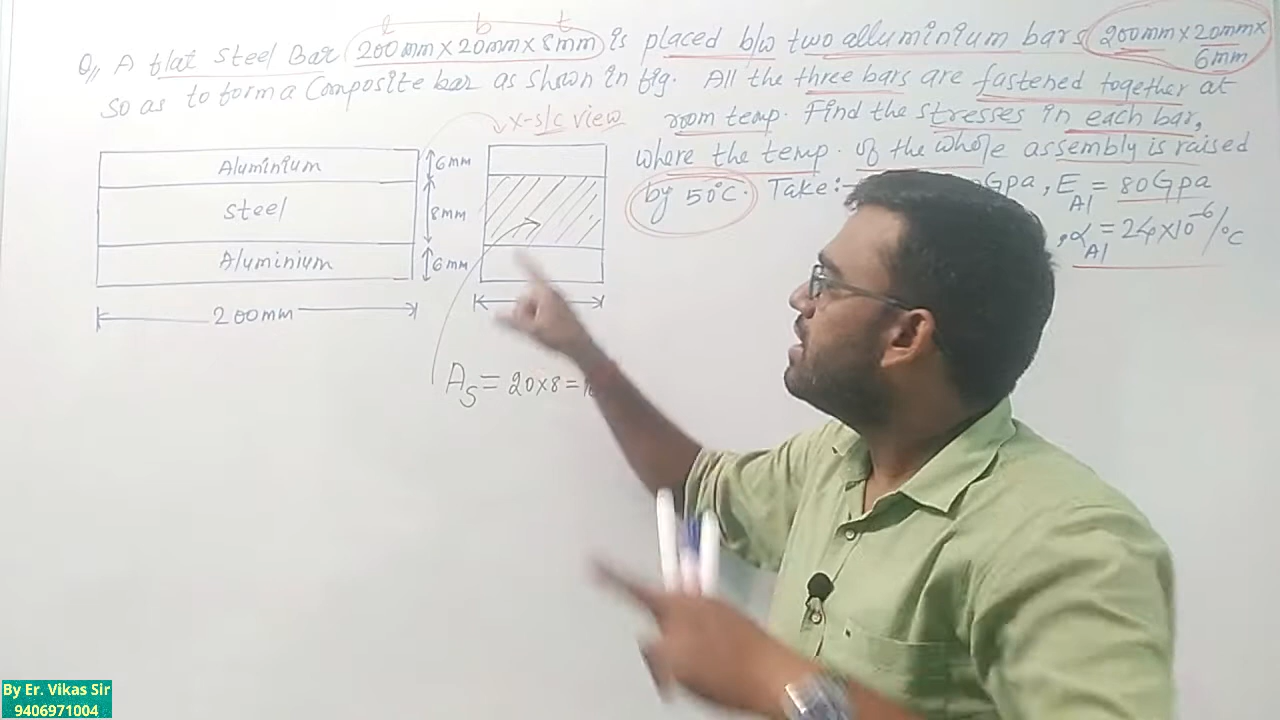 l b t
Q,, A flat steel Bar 200mm×20mm×8mm is placed b/w two alluminium bars 200mm×20mm×6mm
so as to form a Composite bar as shown in fig. All the three bars are fastened together at
room temp. Find the stresses in each bar,
where the temp. of the whole assembly is raised
by 50°C. Take:- GPa, E_Al = 80GPa
, α_Al = 24×10⁻⁶/°C
x-s/c view
Aluminium
Steel
Aluminium
6mm
8mm
6mm
200mm
A_S = 20×8 =
By Er. Vikas Sir
9406971004